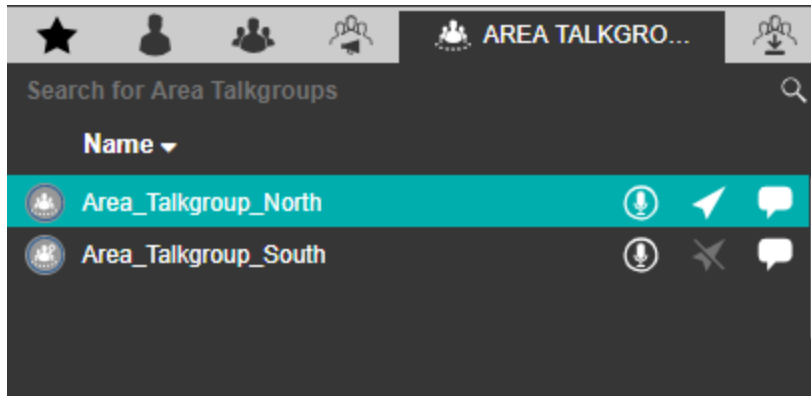 AREA TALKGRO...
Search for Area Talkgroups
Name
Area_Talkgroup_North
Area_Talkgroup_South